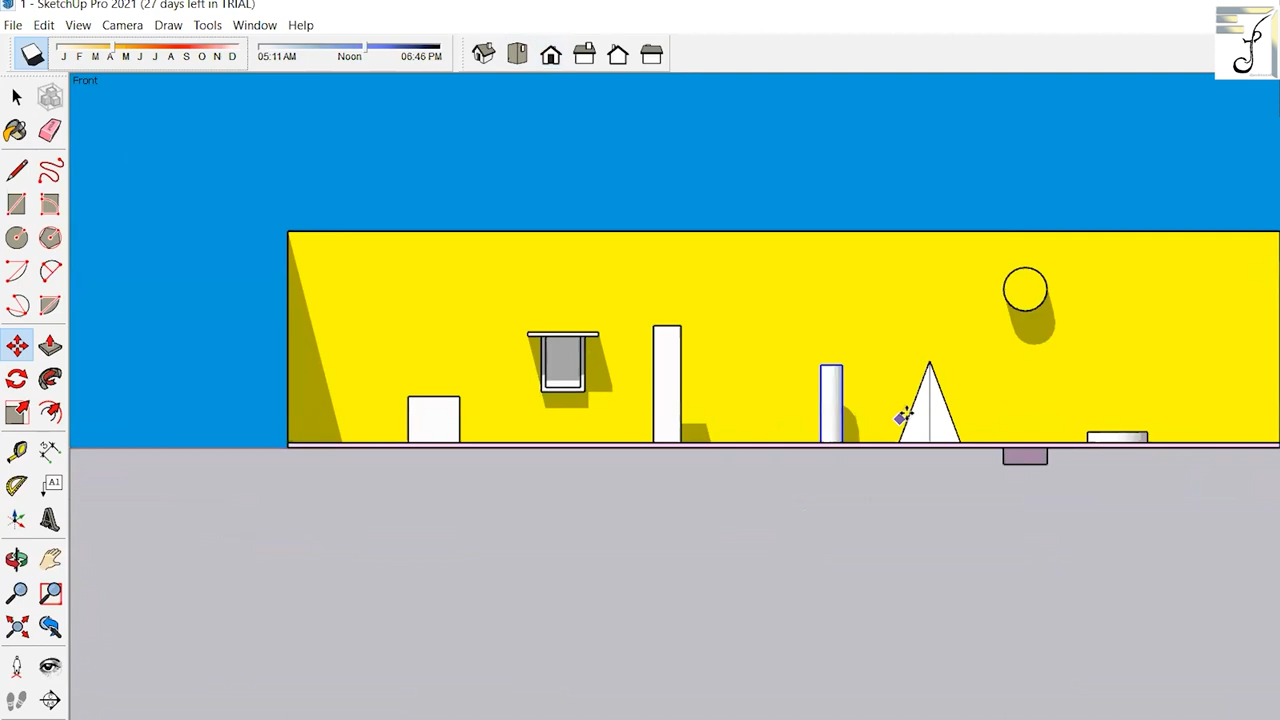 1 - SketchUp Pro 2021 (27 days left in TRIAL)
File Edit View Camera Draw Tools Window Help
J F M A M J J A S O N D
05:11 AM Noon 06:46 PM
Front
A1